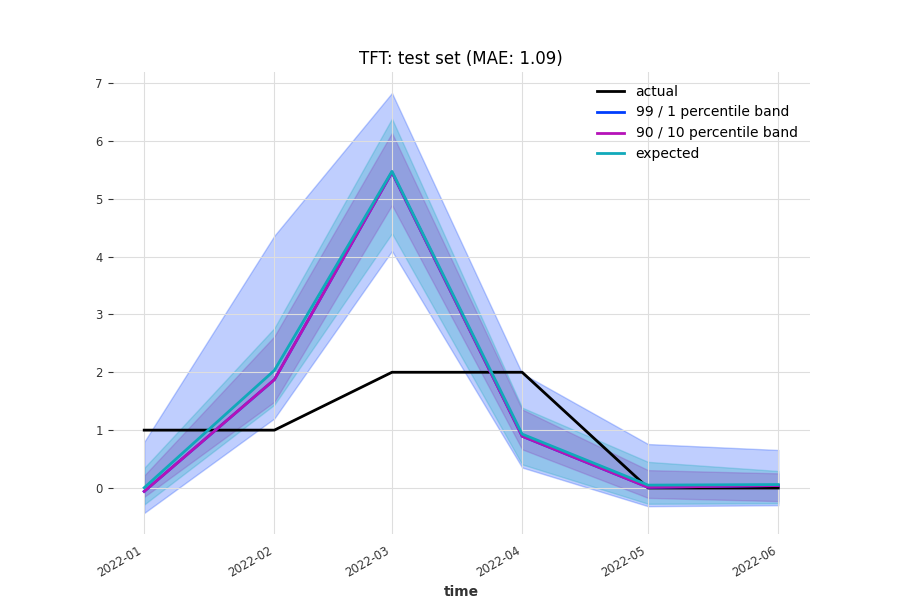 TFT: test set (MAE: 1.09)
actual
99 / 1 percentile band
90 / 10 percentile band
expected
7
6
5
4
3
2
1
0
2022-01
2022-02
2022-03
2022-04
2022-05
2022-06
time